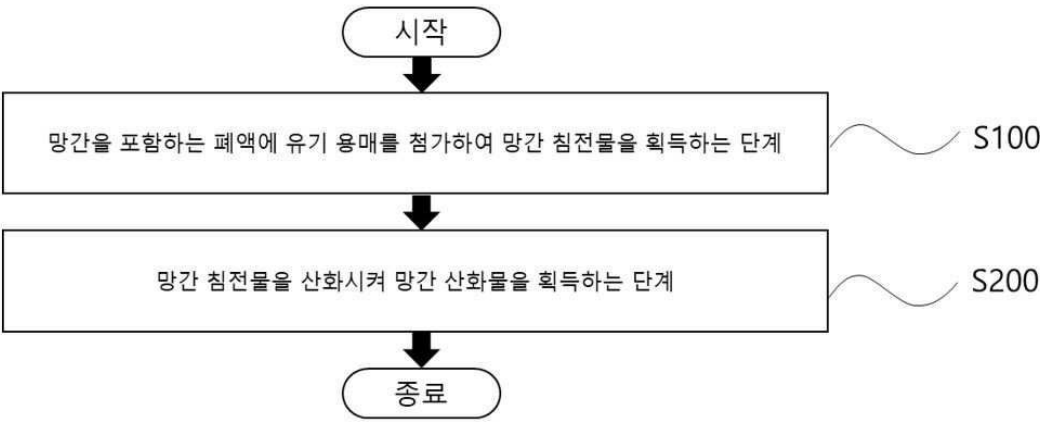 시작
망간을 포함하는 폐액에 유기 용매를 첨가하여 망간 침전물을 획득하는 단계
S100
망간 침전물을 산화시켜 망간 산화물을 획득하는 단계
S200
종료